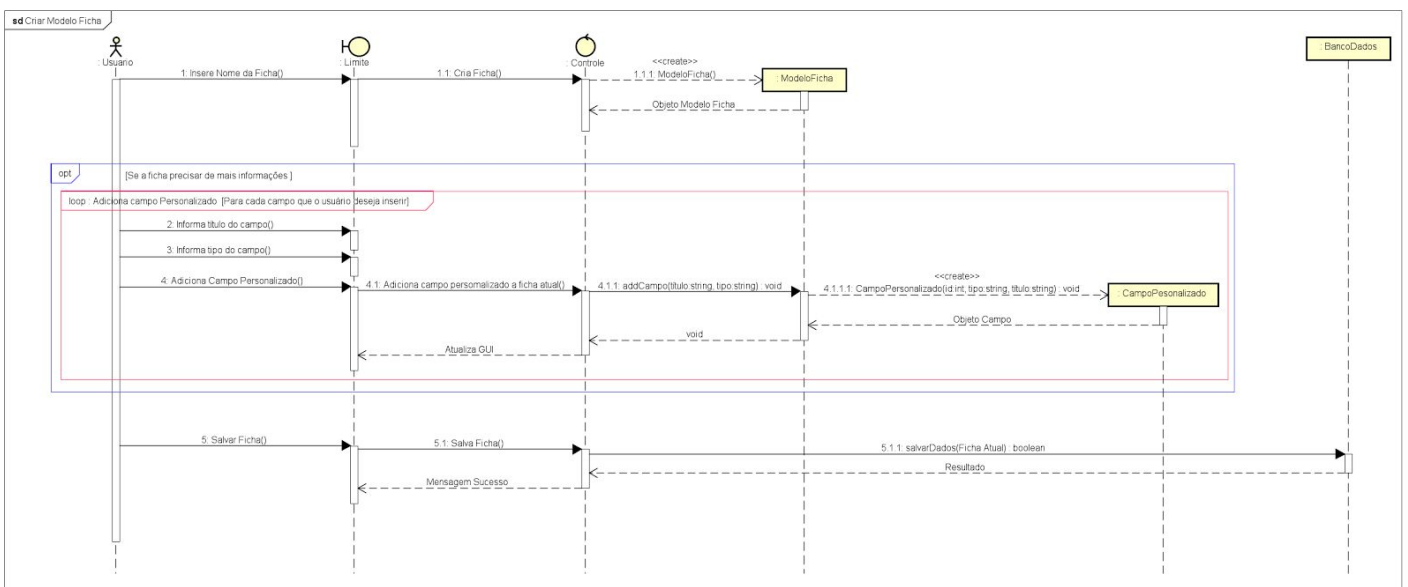 sd Criar Modelo Ficha
: Usuario
: Limite
: Controle
: BancoDados
1: Insere Nome da Ficha()
1.1: Cria Ficha()
<<create>>
1.1.1: ModeloFicha()
: ModeloFicha
Objeto Modelo Ficha
opt
[Se a ficha precisar de mais informações ]
loop : Adiciona campo Personalizado [Para cada campo que o usuário deseja inserir]
2: Informa titulo do campo()
3: Informa tipo do campo()
4: Adiciona Campo Personalizado()
4.1: Adiciona campo persomalizado a ficha atual()
4.1.1: addCampo(titulo:string, tipo:string) : void
<<create>>
4.1.1.1: CampoPersonalizado(id:int, tipo:string, titulo:string) : void
: CampoPesonalizado
Objeto Campo
void
Atualiza GUI
5: Salvar Ficha()
5.1: Salva Ficha()
5.1.1: salvarDados(Ficha Atual) : boolean
Resultado
Mensagem Sucesso